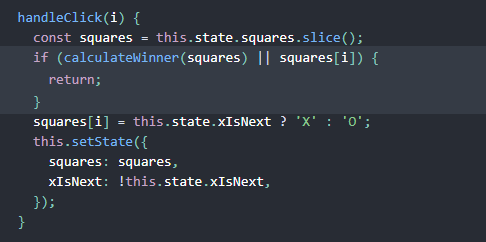 handleClick(i) {
  const squares = this.state.squares.slice();
  if (calculateWinner(squares) || squares[i]) {
    return;
  }
  squares[i] = this.state.xIsNext ? 'X' : 'O';
  this.setState({
    squares: squares,
    xIsNext: !this.state.xIsNext,
  });
}